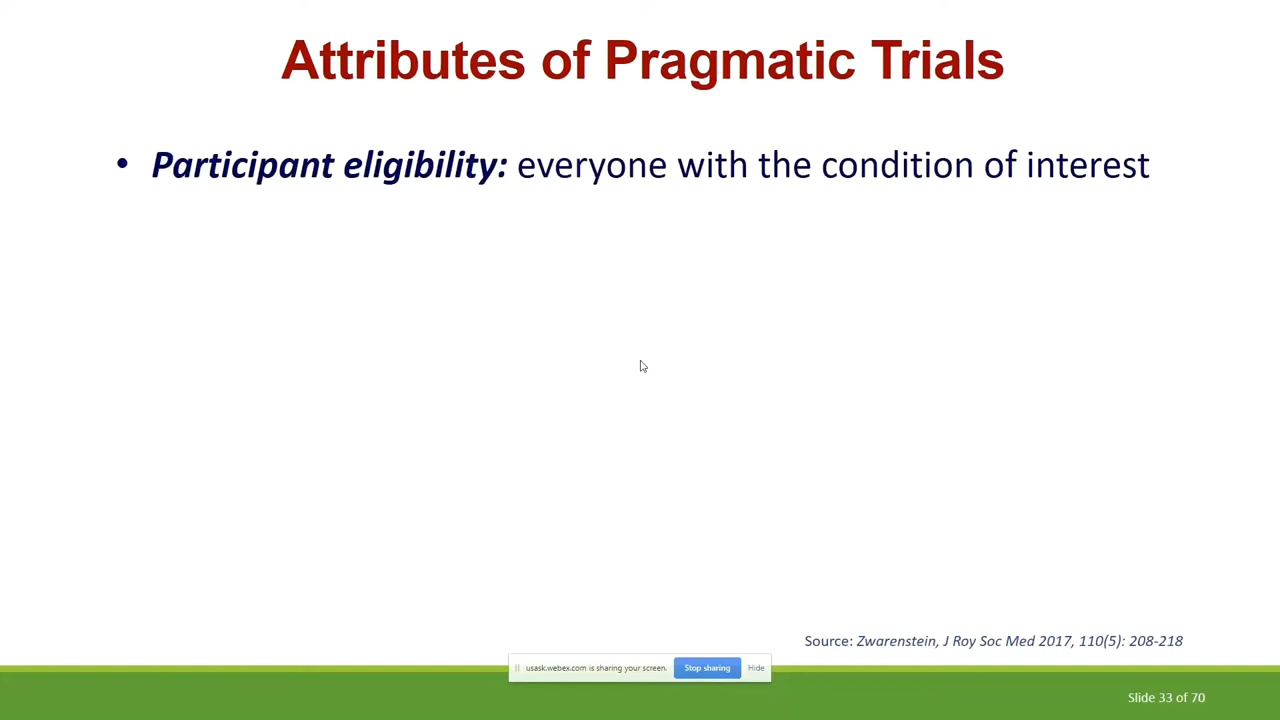 Attributes of Pragmatic Trials
• Participant eligibility: everyone with the condition of interest
Source: Zwarenstein, J Roy Soc Med 2017, 110(5): 208-218
usask.webex.com is sharing your screen. Stop sharing Hide
Slide 33 of 70